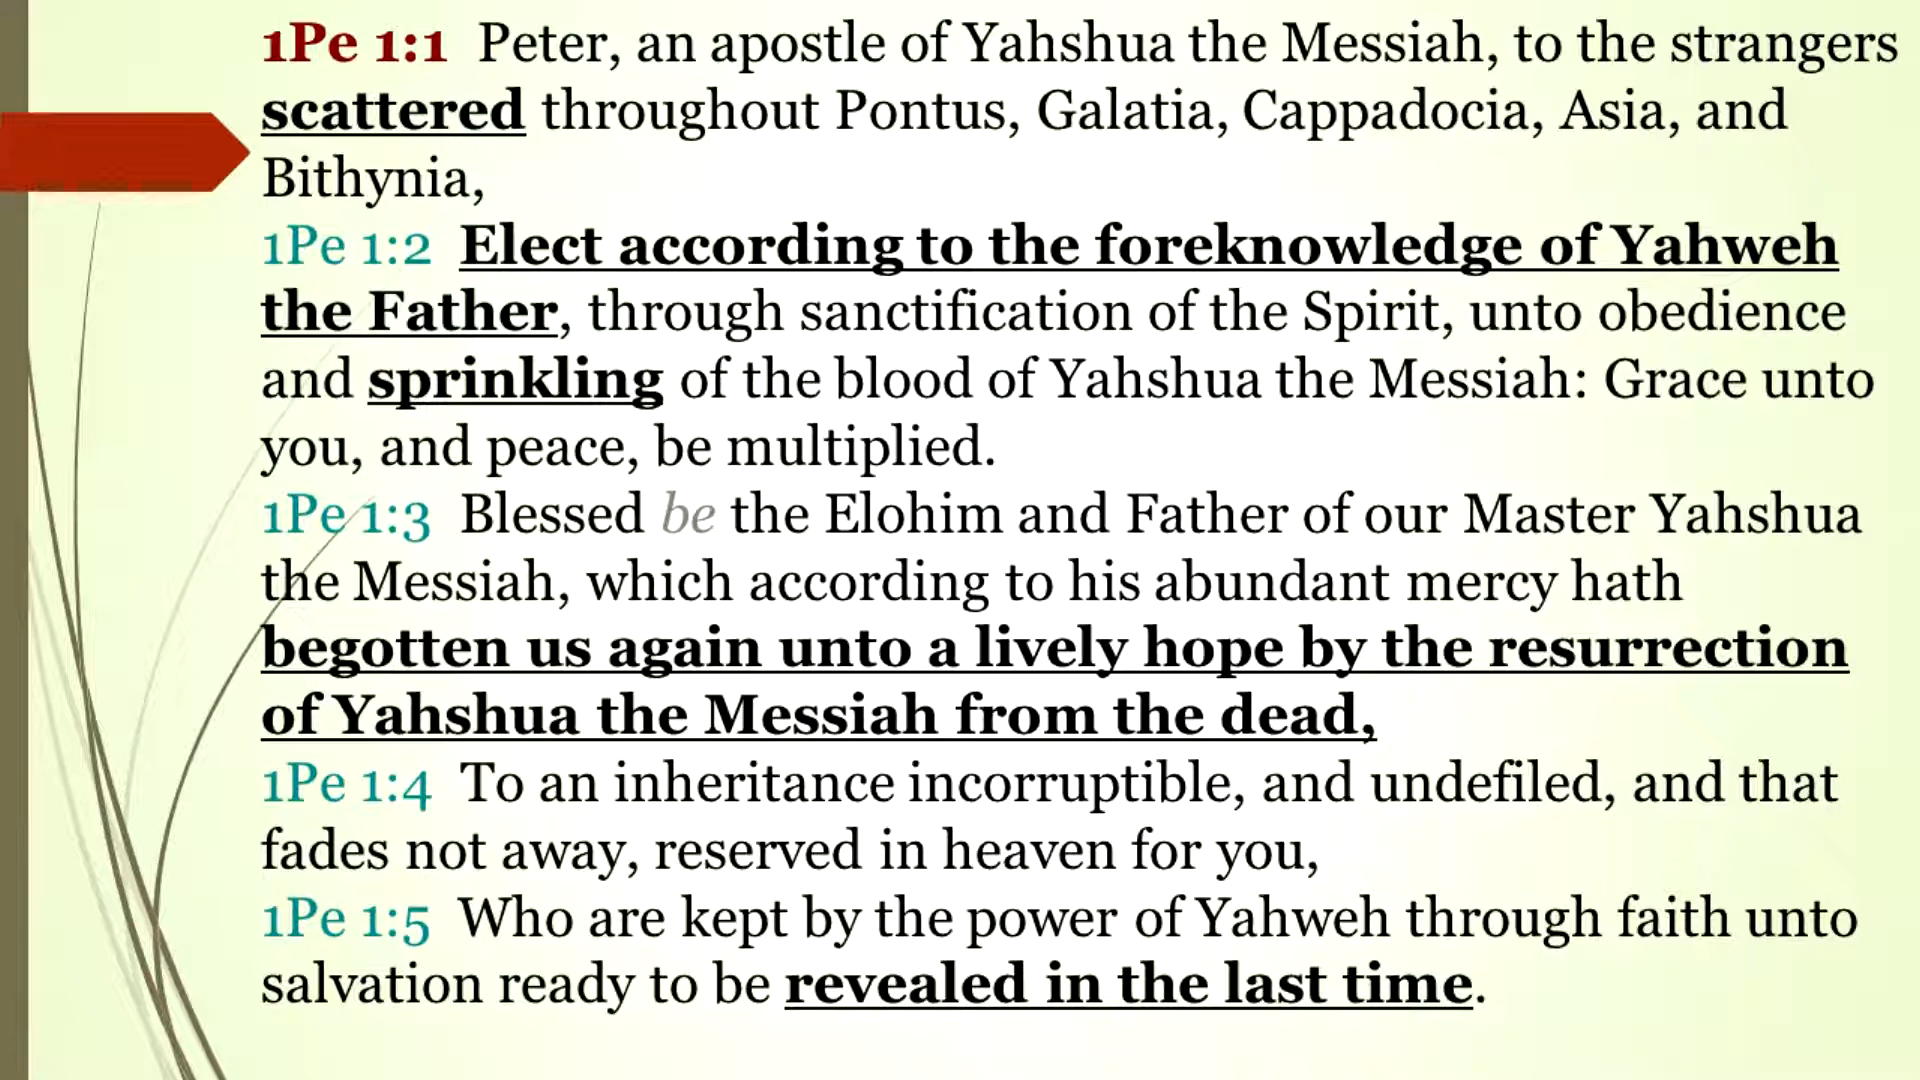 1Pe 1:1 Peter, an apostle of Yahshua the Messiah, to the strangers
scattered throughout Pontus, Galatia, Cappadocia, Asia, and
Bithynia,
1Pe 1:2 Elect according to the foreknowledge of Yahweh
the Father, through sanctification of the Spirit, unto obedience
and sprinkling of the blood of Yahshua the Messiah: Grace unto
you, and peace, be multiplied.
1Pe 1:3 Blessed be the Elohim and Father of our Master Yahshua
the Messiah, which according to his abundant mercy hath
begotten us again unto a lively hope by the resurrection
of Yahshua the Messiah from the dead,
1Pe 1:4 To an inheritance incorruptible, and undefiled, and that
fades not away, reserved in heaven for you,
1Pe 1:5 Who are kept by the power of Yahweh through faith unto
salvation ready to be revealed in the last time.